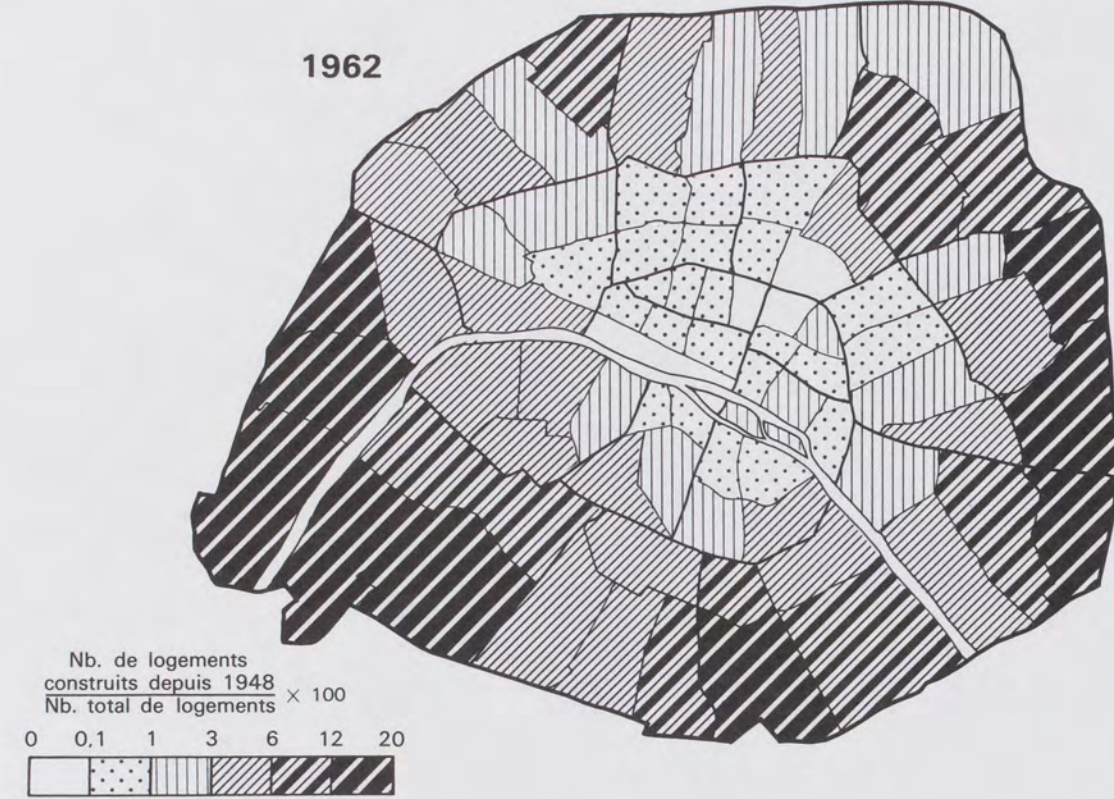 1962
Nb. de logements
construits depuis 1948
Nb. total de logements
× 100
0 0,1 1 3 6 12 20